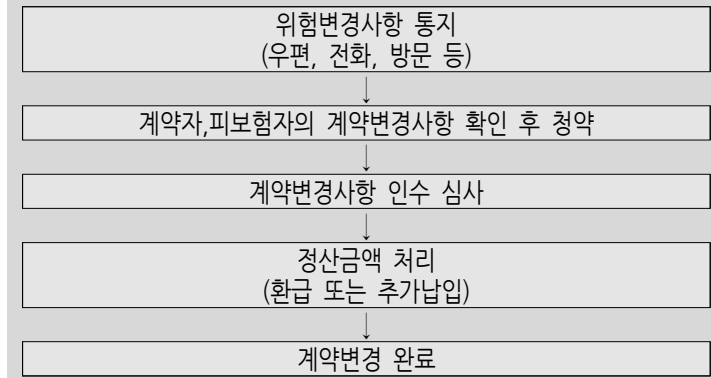 위험변경사항 통지
(우편, 전화, 방문 등)
↓
계약자,피보험자의 계약변경사항 확인 후 청약
↓
계약변경사항 인수 심사
↓
정산금액 처리
(환급 또는 추가납입)
↓
계약변경 완료